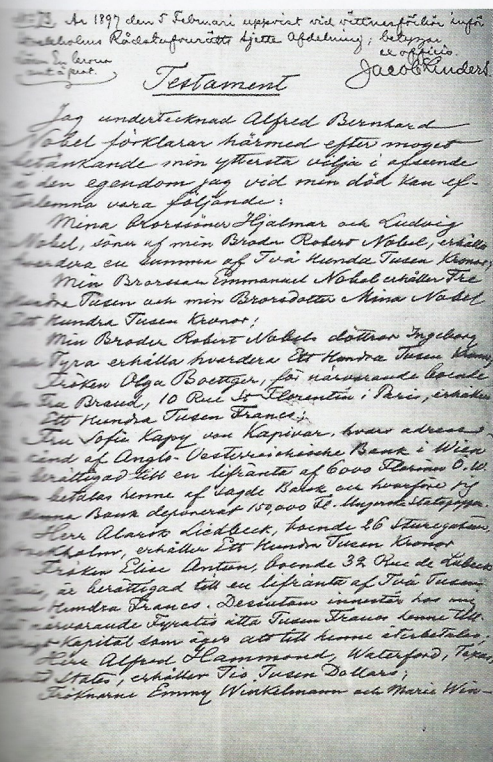 No 73. År 1897 den 5 Februari uppvist vid vittnesförhör inför
Stockholms Rådstufvurätts Sjette Afdelning; betygar
ex officio.
Jacob Linders
Testament
Jag undertecknad Alfred Bernhard
Nobel förklarar härmed efter moget
betänkande min yttersta vilja i afseende
å den egendom jag vid min död kan ef-
terlemna vara följande:
Mina Brorsöner Hjalmar och Ludvig
Nobel, söner af min Broder Robert Nobel, erhålla
hvardera en summa af Två Hundra Tusen Kronor;
Min Brorson Emmanuel Nobel erhåller Tre
Hundra Tusen och min Brorsdotter Mina Nobel
Ett Hundra Tusen Kronor;
Min Broder Robert Nobels döttrar Ingeborg
och Tyra erhålla hvardera Ett Hundra Tusen Kronor;
Fröken Olga Boettger, för närvarande boende
Fru Brand, 10 Rue St Florentin i Paris, erhåller
Ett Hundra Tusen Francs;
Fru Sofie Kapy von Kapivar, hvars adress
känd af Anglo-Oesterreichische Bank i Wien
berättigad till en lifränta af 6000 Florins Ö.W.
som betalas henne af sagde Bank och hvarföre jag
denna Bank deponerat 150,000 Fl. i Ungerska Statspapper.
Herr Alarik Liedbeck, boende 26 Sturegatan,
Stockholm, erhåller Ett Hundra Tusen Kronor
Fröken Elise Antun, boende 32 Rue de Lubeck
Paris, är berättigad till en lifränta af Två Tusen
Fem Hundra Francs. Dessutom innestår hos mig
för närvarande Fyratio åtta Tusen Francs henne till-
hörigt Kapital som äger att till henne återbetalas;
Herr Alfred Hammond, Waterford, Texas,
United States, erhåller Tio Tusen Dollars;
Fröknarne Emmy Winkelmann och Marie Win-